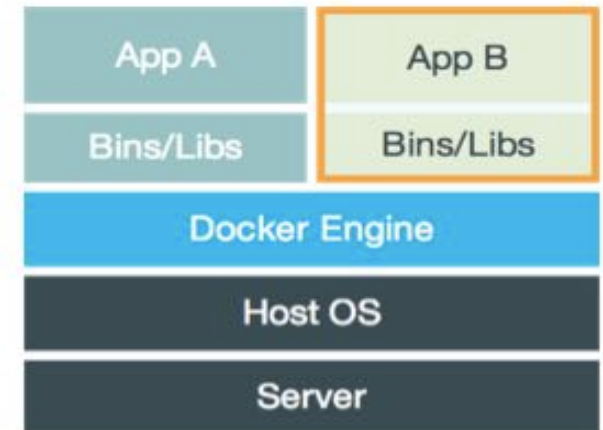 App A App B
Bins/Libs Bins/Libs
Docker Engine
Host OS
Server